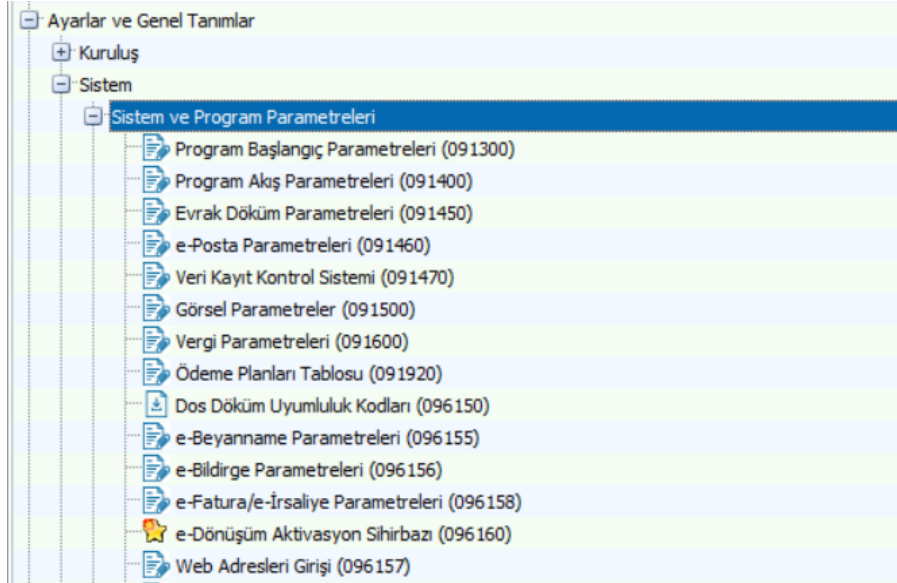 Ayarlar ve Genel Tanımlar
Kuruluş
Sistem
Sistem ve Program Parametreleri
Program Başlangıç Parametreleri (091300)
Program Akış Parametreleri (091400)
Evrak Döküm Parametreleri (091450)
e-Posta Parametreleri (091460)
Veri Kayıt Kontrol Sistemi (091470)
Görsel Parametreler (091500)
Vergi Parametreleri (091600)
Ödeme Planları Tablosu (091920)
Dos Döküm Uyumluluk Kodları (096150)
e-Beyanname Parametreleri (096155)
e-Bildirge Parametreleri (096156)
e-Fatura/e-İrsaliye Parametreleri (096158)
e-Dönüşüm Aktivasyon Sihirbazı (096160)
Web Adresleri Girişi (096157)